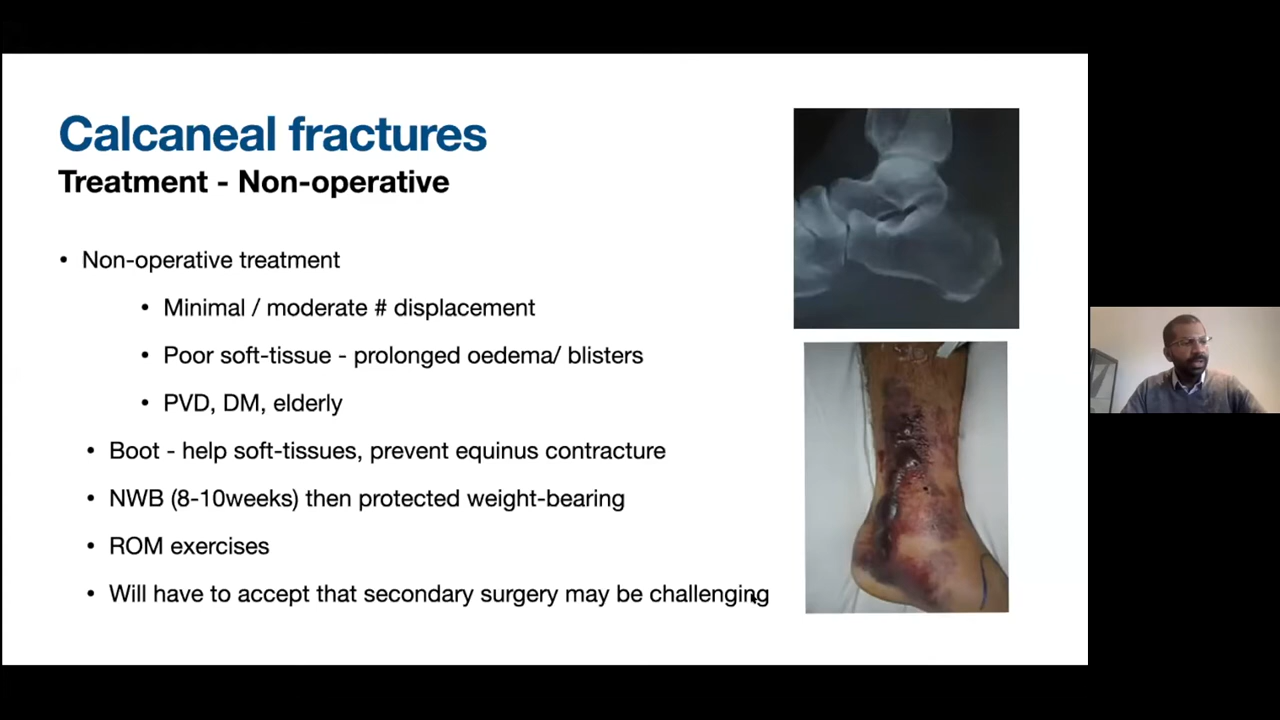 Calcaneal fractures
Treatment - Non-operative
• Non-operative treatment
• Minimal / moderate # displacement
• Poor soft-tissue - prolonged oedema/ blisters
• PVD, DM, elderly
• Boot - help soft-tissues, prevent equinus contracture
• NWB (8-10weeks) then protected weight-bearing
• ROM exercises
• Will have to accept that secondary surgery may be challenging